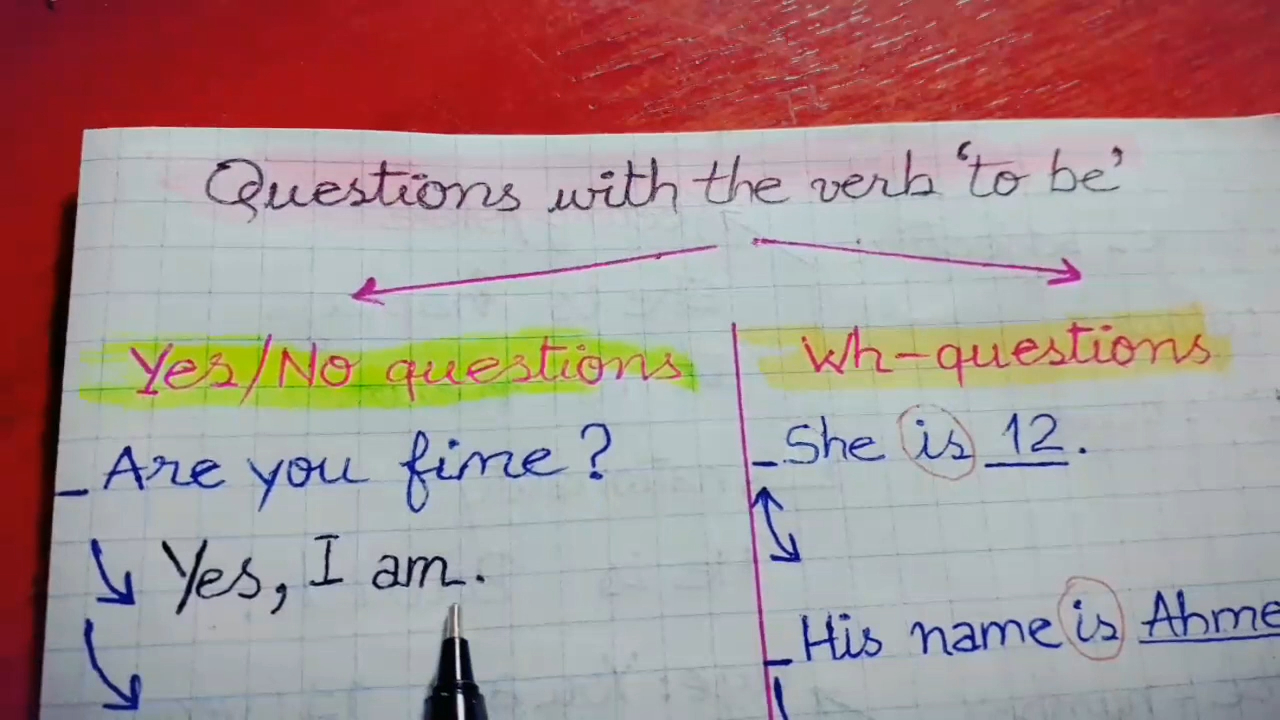 Questions with the verb 'to be'
Yes/No questions
- Are you fine?
Yes, I am.
Wh-questions
- She is 12.
- His name is Ahme